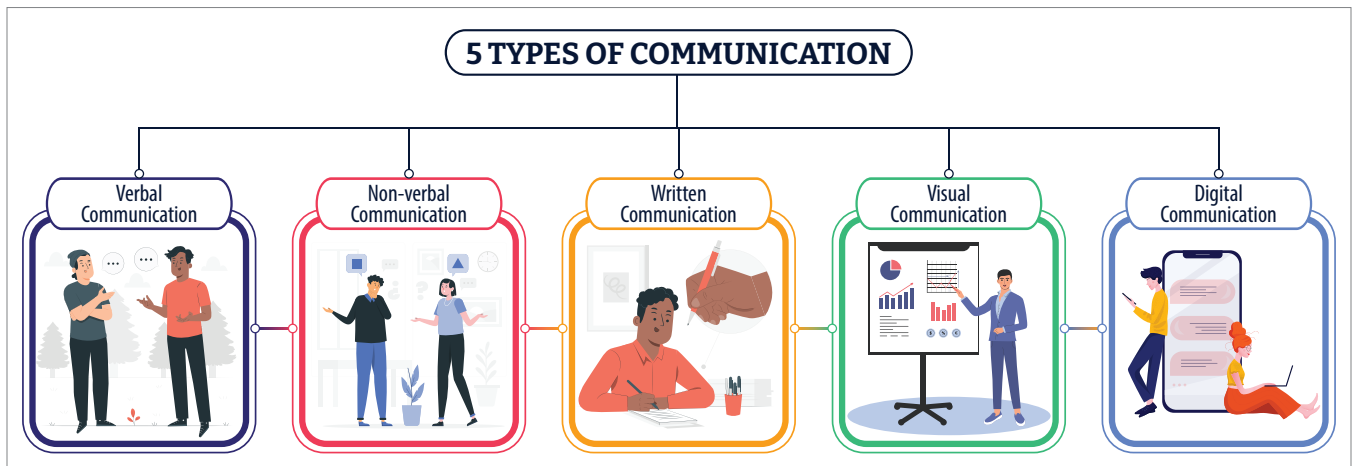 5 TYPES OF COMMUNICATION
Verbal
Communication
Non-verbal
Communication
Written
Communication
Visual
Communication
Digital
Communication